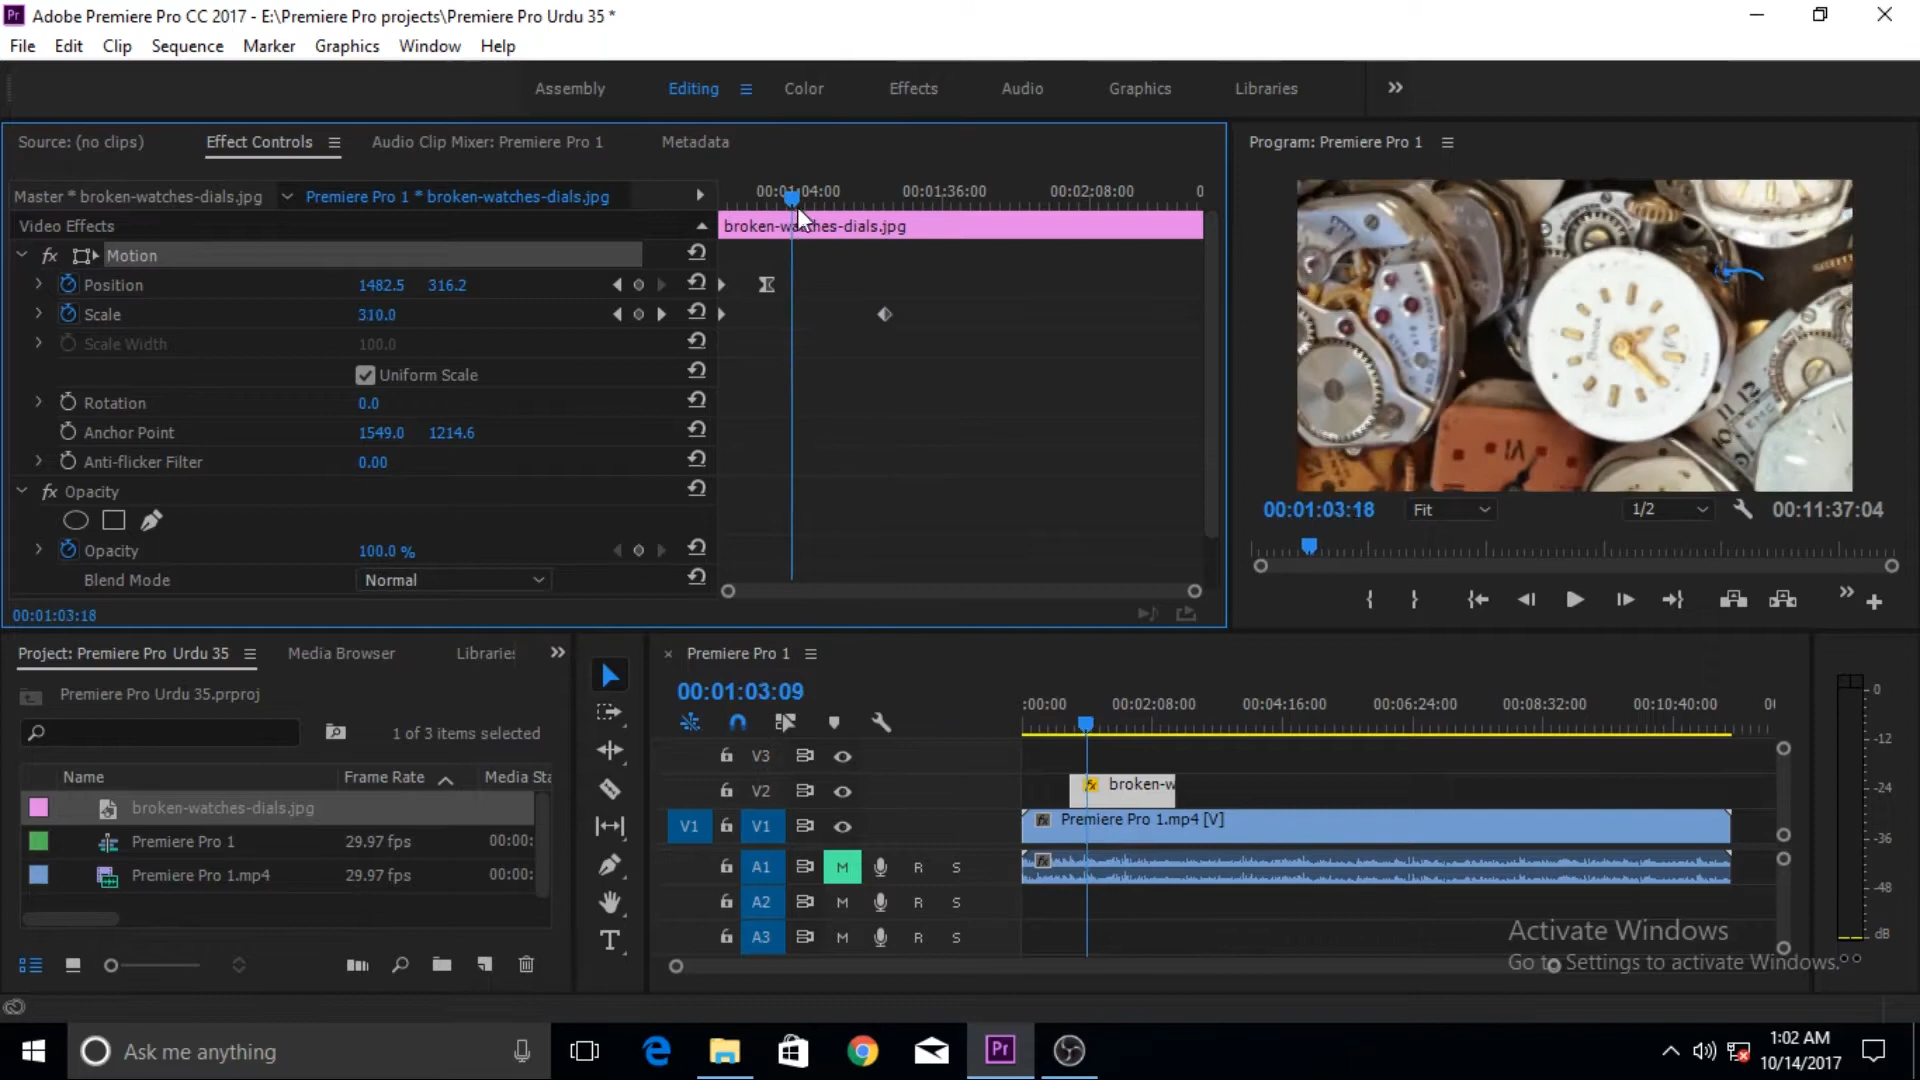 Adobe Premiere Pro CC 2017 - E:\Premiere Pro projects\Premiere Pro Urdu 35 *
File Edit Clip Sequence Marker Graphics Window Help
Assembly Editing Color Effects Audio Graphics Libraries
Source: (no clips) Effect Controls Audio Clip Mixer: Premiere Pro 1 Metadata
Program: Premiere Pro 1
Master * broken-watches-dials.jpg Premiere Pro 1 * broken-watches-dials.jpg
00:01:04:00 00:01:36:00 00:02:08:00 0
Video Effects
broken-watches-dials.jpg
fx Motion
Position 1482.5 316.2
Scale 310.0
Scale Width 100.0
Uniform Scale
Rotation 0.0
Anchor Point 1549.0 1214.6
Anti-flicker Filter 0.00
fx Opacity
Opacity 100.0 %
Blend Mode Normal
00:01:03:18
00:01:03:18 Fit 1/2 00:11:37:04
Project: Premiere Pro Urdu 35 Media Browser Libraries
Premiere Pro Urdu 35.prproj
1 of 3 items selected
Name Frame Rate Media Sta
broken-watches-dials.jpg
Premiere Pro 1 29.97 fps 00:00:
Premiere Pro 1.mp4 29.97 fps 00:00:
T
Premiere Pro 1
00:01:03:09
:00:00 00:02:08:00 00:04:16:00 00:06:24:00 00:08:32:00 00:10:40:00
V3
V2 fx broken-w
V1 V1 fx Premiere Pro 1.mp4 [V]
A1 M R S fx
A2 M R S
A3 M R S
0
-12
-24
-36
-48
dB
Activate Windows
Go to Settings to activate Windows.
Ask me anything
Pr
1:02 AM
10/14/2017